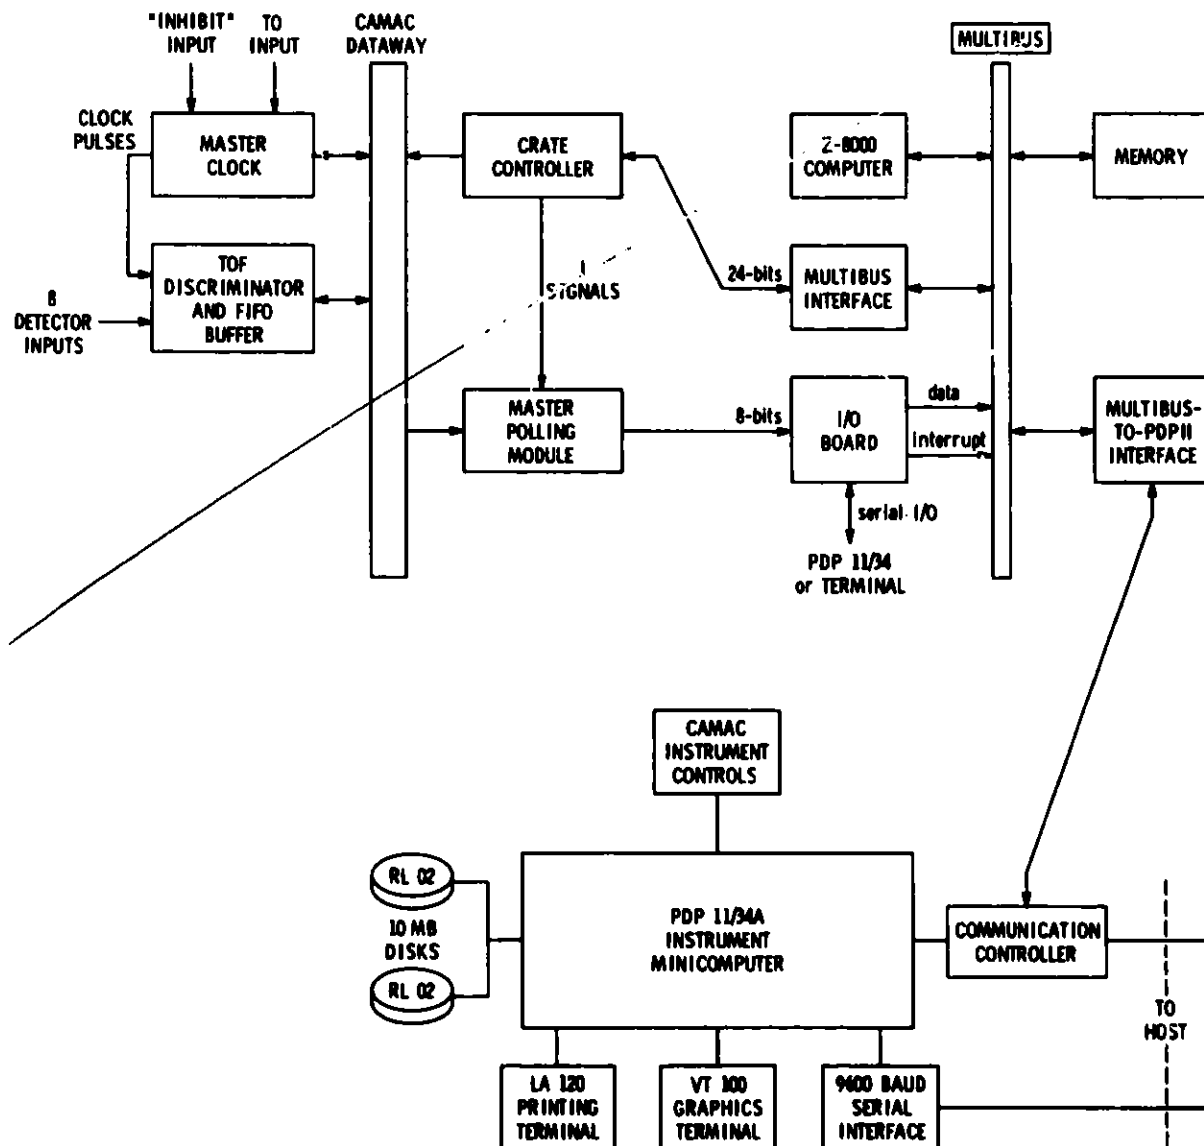 "INHIBIT"
INPUT
TO
INPUT
CAMAC
DATAWAY
MULTIBUS
CLOCK
PULSES
MASTER
CLOCK
CRATE
CONTROLLER
Z-8000
COMPUTER
MEMORY
TOF
DISCRIMINATOR
AND FIFO
BUFFER
8
DETECTOR
INPUTS
SIGNALS
24-bits
MULTIBUS
INTERFACE
MASTER
POLLING
MODULE
8-bits
I/O
BOARD
data
interrupt
MULTIBUS-
TO-PDP11
INTERFACE
serial I/O
PDP 11/34
or TERMINAL
CAMAC
INSTRUMENT
CONTROLS
RL 02
10 MB
DISKS
RL 02
PDP 11/34A
INSTRUMENT
MINICOMPUTER
COMMUNICATION
CONTROLLER
TO
HOST
LA 120
PRINTING
TERMINAL
VT 100
GRAPHICS
TERMINAL
9600 BAUD
SERIAL
INTERFACE